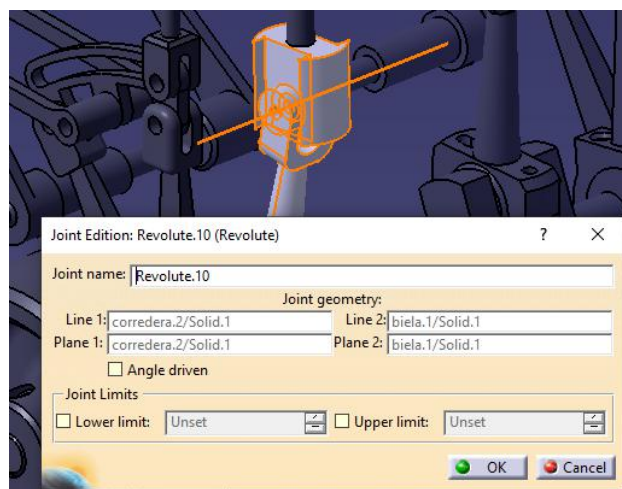 Joint Edition: Revolute.10 (Revolute) ? X
Joint name: Revolute.10
Joint geometry:
Line 1: corredera.2/Solid.1 Line 2: biela.1/Solid.1
Plane 1: corredera.2/Solid.1 Plane 2: biela.1/Solid.1
Angle driven
Joint Limits
Lower limit: Unset Upper limit: Unset
OK Cancel